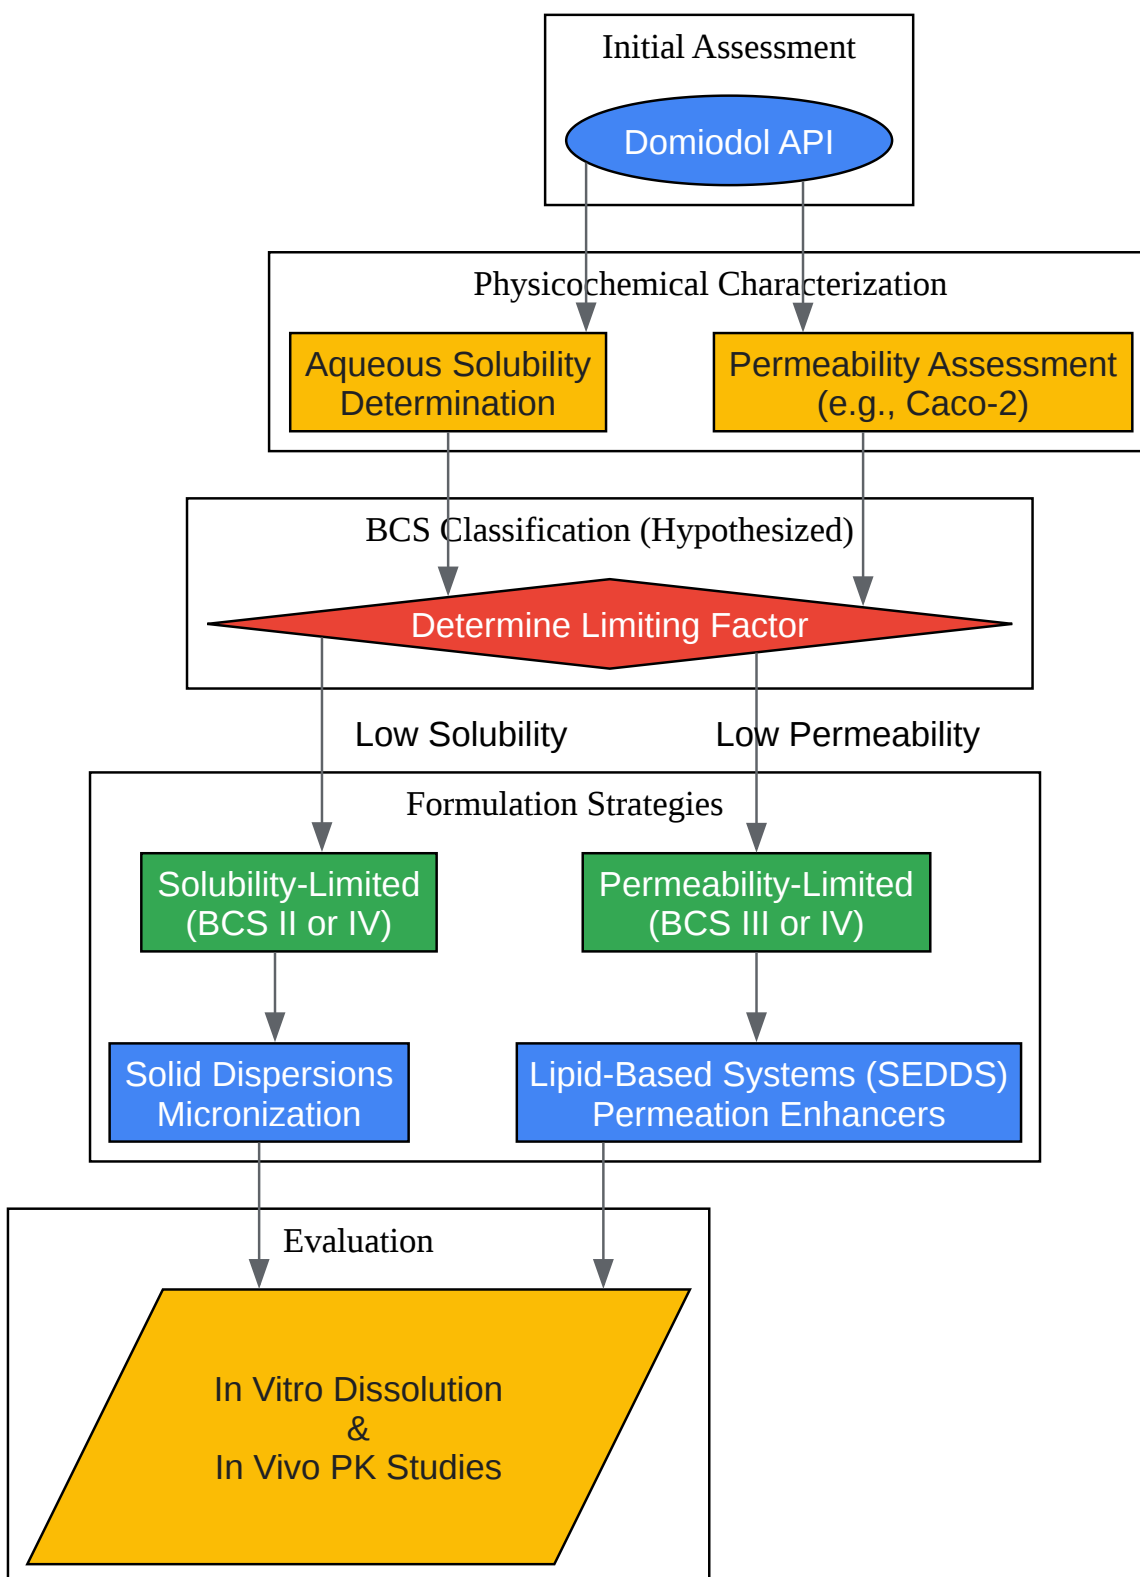 Initial Assessment
Domiodol API
Physicochemical Characterization
Aqueous Solubility
Determination
Permeability Assessment
(e.g., Caco-2)
BCS Classification (Hypothesized)
Determine Limiting Factor
Low Solubility
Low Permeability
Formulation Strategies
Solubility-Limited
(BCS II or IV)
Permeability-Limited
(BCS III or IV)
Solid Dispersions
Micronization
Lipid-Based Systems (SEDDS)
Permeation Enhancers
Evaluation
In Vitro Dissolution
&
In Vivo PK Studies